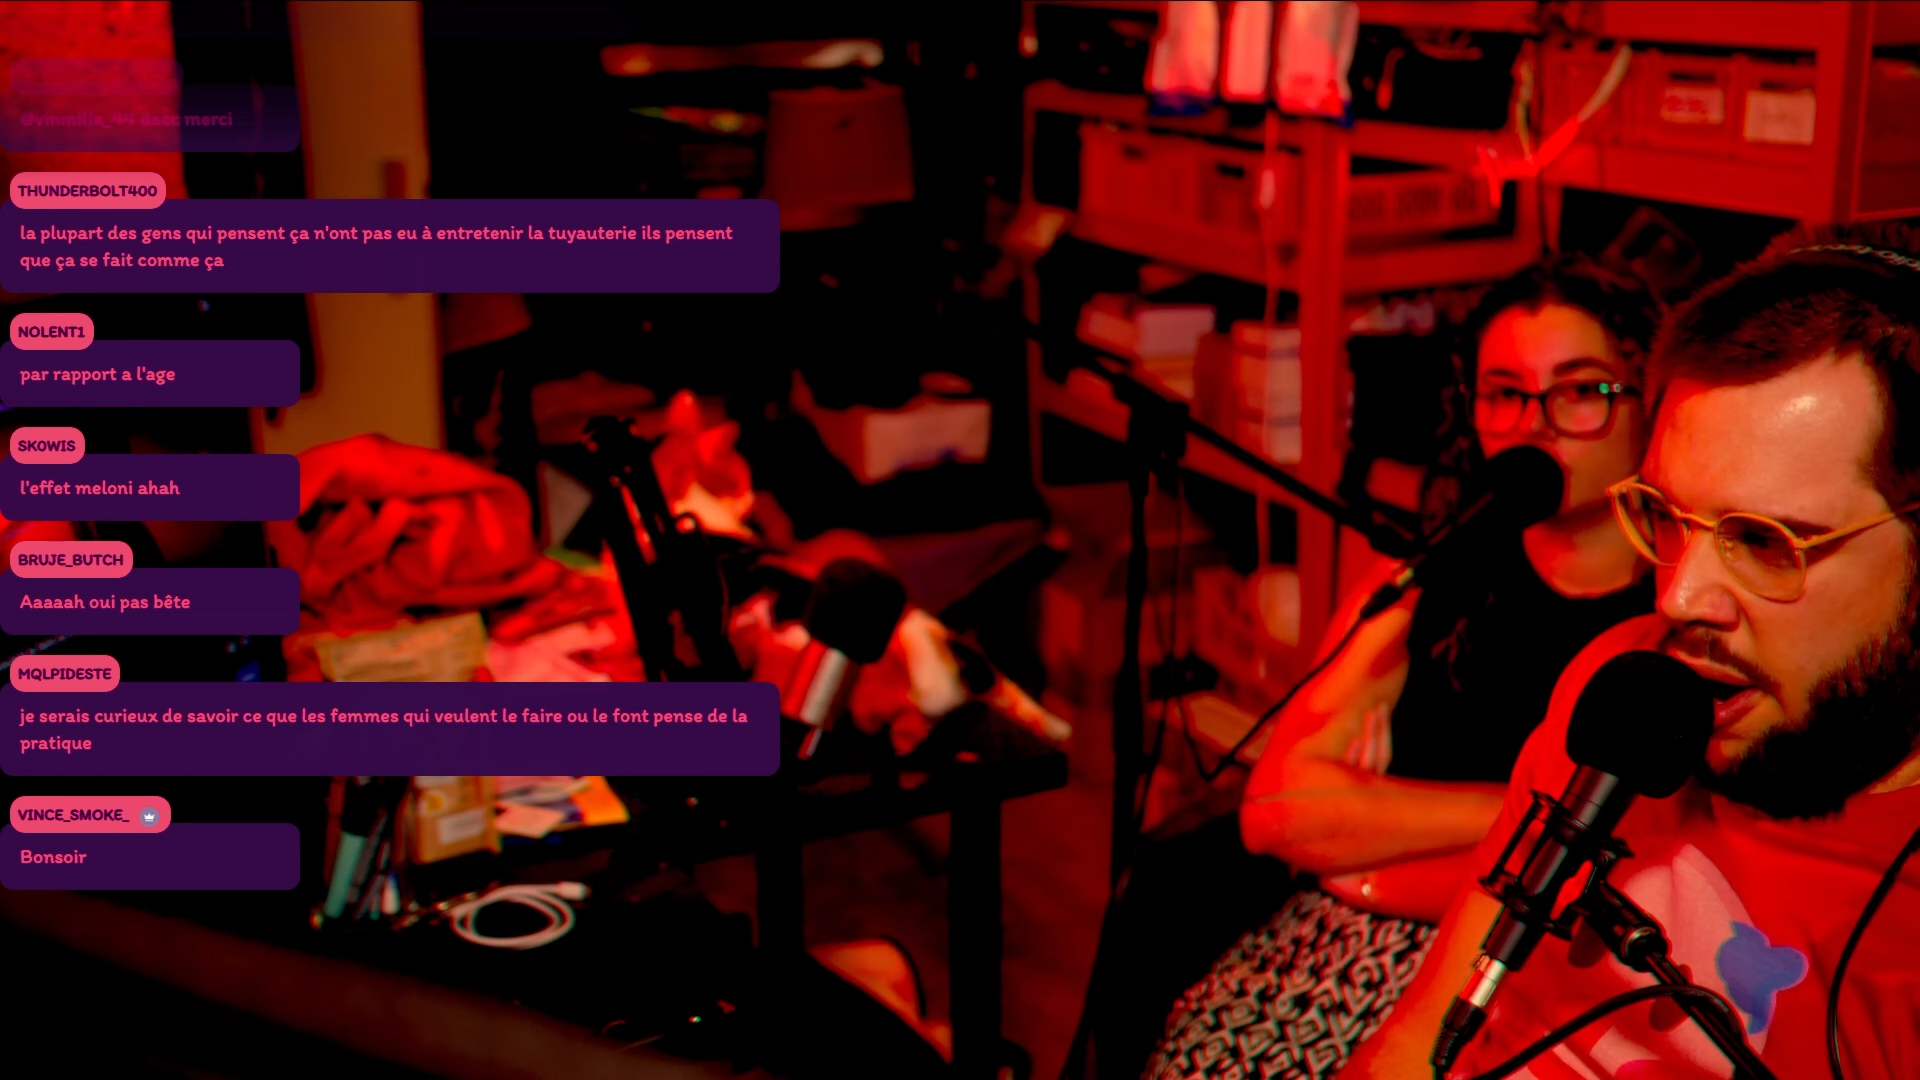 @vinmille_44 dacc merci
THUNDERBOLT400
la plupart des gens qui pensent ça n'ont pas eu à entretenir la tuyauterie ils pensent
que ça se fait comme ça
NOLENT1
par rapport a l'age
SK0WIS
l'effet meloni ahah
BRUJE_BUTCH
Aaaaah oui pas bête
MQLPIDESTE
je serais curieux de savoir ce que les femmes qui veulent le faire ou le font pense de la
pratique
VINCE_SMOKE_
Bonsoir